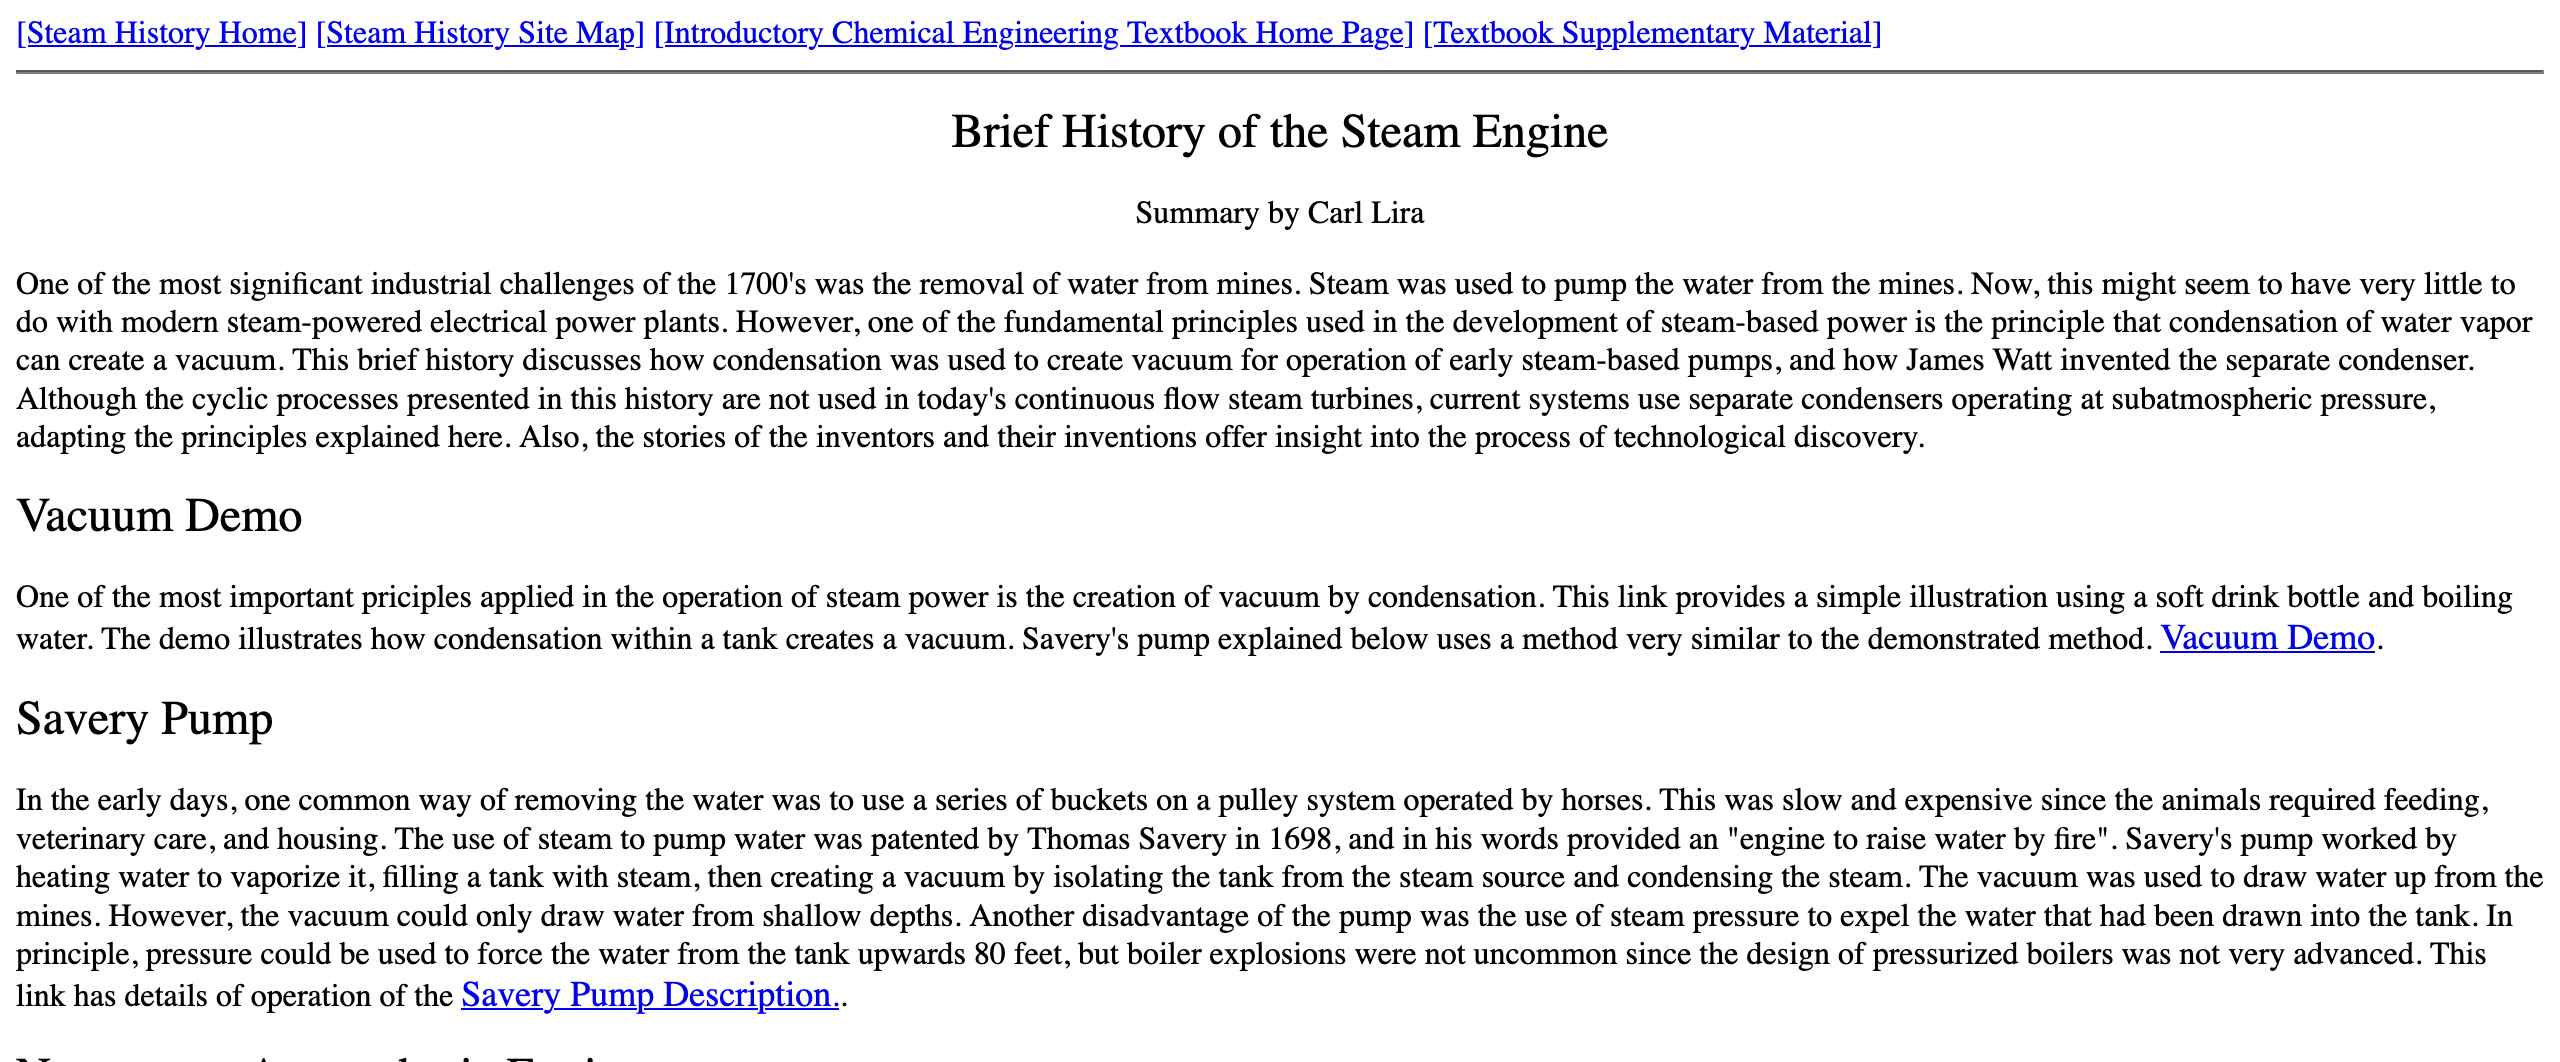 [Steam History Home] [Steam History Site Map] [Introductory Chemical Engineering Textbook Home Page] [Textbook Supplementary Material]
Brief History of the Steam Engine
Summary by Carl Lira
One of the most significant industrial challenges of the 1700's was the removal of water from mines. Steam was used to pump the water from the mines. Now, this might seem to have very little to
do with modern steam-powered electrical power plants. However, one of the fundamental principles used in the development of steam-based power is the principle that condensation of water vapor
can create a vacuum. This brief history discusses how condensation was used to create vacuum for operation of early steam-based pumps, and how James Watt invented the separate condenser.
Although the cyclic processes presented in this history are not used in today's continuous flow steam turbines, current systems use separate condensers operating at subatmospheric pressure,
adapting the principles explained here. Also, the stories of the inventors and their inventions offer insight into the process of technological discovery.
Vacuum Demo
One of the most important priciples applied in the operation of steam power is the creation of vacuum by condensation. This link provides a simple illustration using a soft drink bottle and boiling
water. The demo illustrates how condensation within a tank creates a vacuum. Savery's pump explained below uses a method very similar to the demonstrated method. Vacuum Demo.
Savery Pump
In the early days, one common way of removing the water was to use a series of buckets on a pulley system operated by horses. This was slow and expensive since the animals required feeding,
veterinary care, and housing. The use of steam to pump water was patented by Thomas Savery in 1698, and in his words provided an "engine to raise water by fire". Savery's pump worked by
heating water to vaporize it, filling a tank with steam, then creating a vacuum by isolating the tank from the steam source and condensing the steam. The vacuum was used to draw water up from the
mines. However, the vacuum could only draw water from shallow depths. Another disadvantage of the pump was the use of steam pressure to expel the water that had been drawn into the tank. In
principle, pressure could be used to force the water from the tank upwards 80 feet, but boiler explosions were not uncommon since the design of pressurized boilers was not very advanced. This
link has details of operation of the Savery Pump Description..